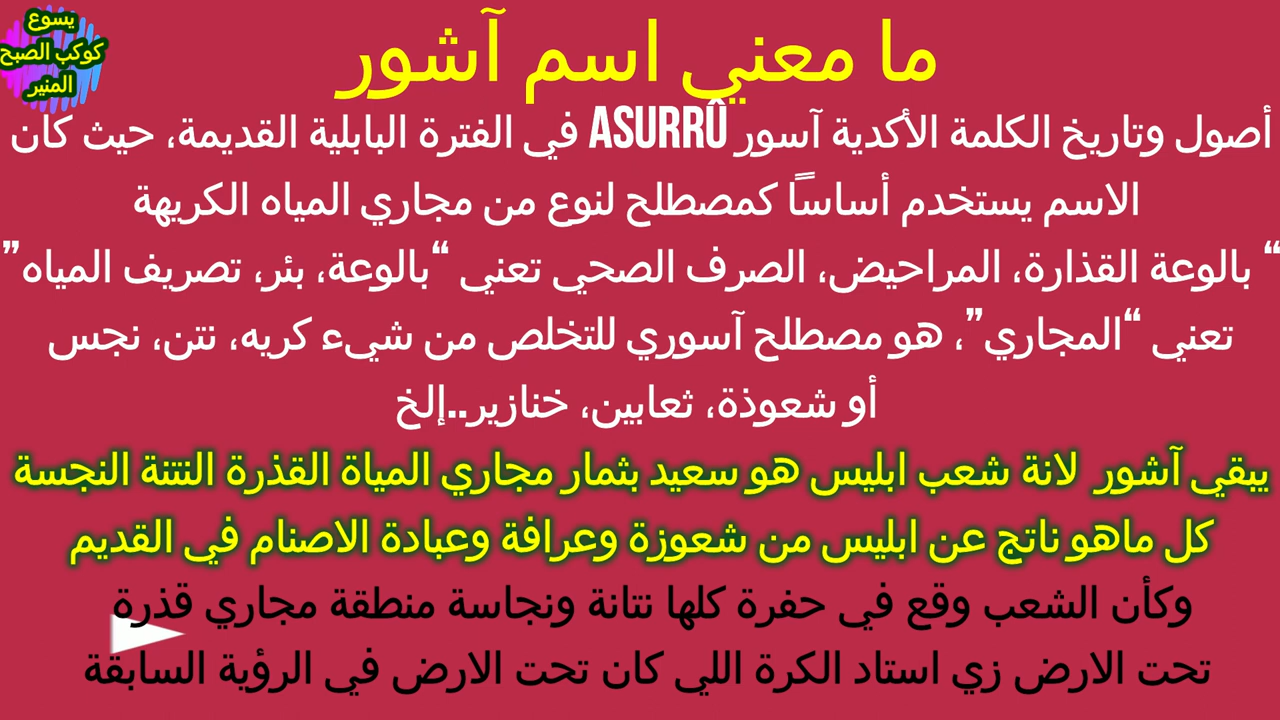 يسوع
كوكب الصبح
المنير
ما معني اسم آشور
أصول وتاريخ الكلمة الأكدية آسور ASURRÛ في الفترة البابلية القديمة، حيث كان
الاسم يستخدم أساساً كمصطلح لنوع من مجاري المياه الكريهة
“ بالوعة القذارة، المراحيض، الصرف الصحي تعني “بالوعة، بئر، تصريف المياه”
تعني “المجاري”، هو مصطلح آسوري للتخلص من شيء كريه، نتن، نجس
أو شعوذة، ثعابين، خنازير..إلخ
يبقي آشور لانة شعب ابليس هو سعيد بثمار مجاري المياة القذرة النتنة النجسة
كل ماهو ناتج عن ابليس من شعوزة وعرافة وعبادة الاصنام في القديم
وكأن الشعب وقع في حفرة كلها نتانة ونجاسة منطقة مجاري قذرة
تحت الارض زي استاد الكرة اللي كان تحت الارض في الرؤية السابقة